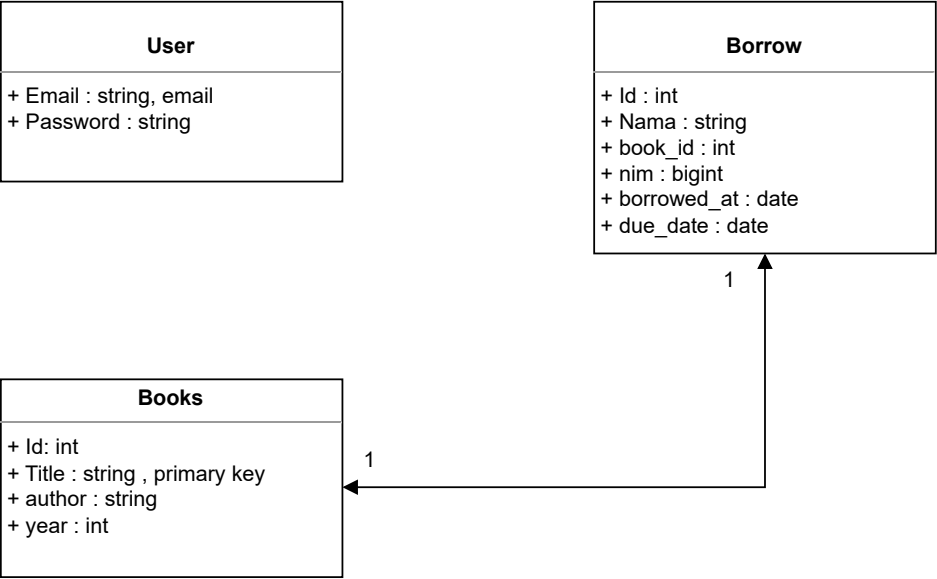 User
+ Email : string, email
+ Password : string
Borrow
+ Id : int
+ Nama : string
+ book_id : int
+ nim : bigint
+ borrowed_at : date
+ due_date : date
1
Books
+ Id: int
+ Title : string , primary key
+ author : string
+ year : int
1